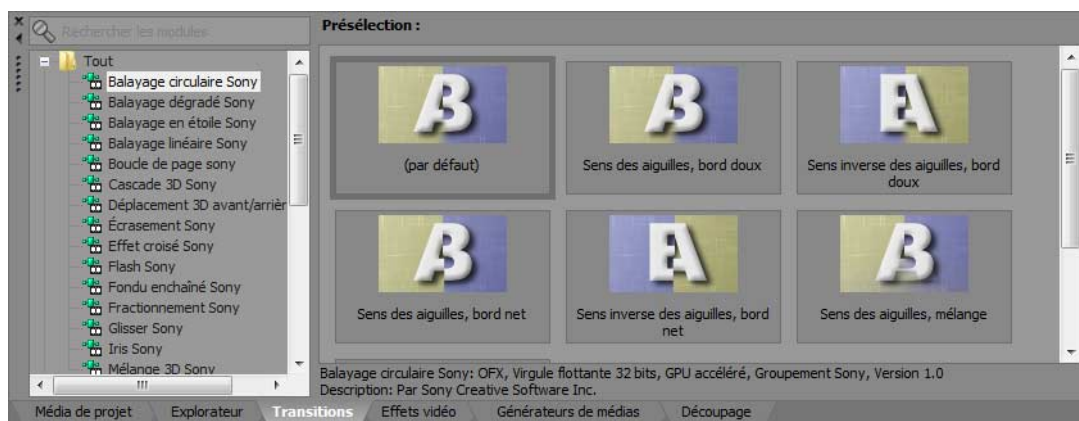 Rechercher les modules
Tout
Balayage circulaire Sony
Balayage dégradé Sony
Balayage en étoile Sony
Balayage linéaire Sony
Boucle de page sony
Cascade 3D Sony
Déplacement 3D avant/arrièr
Écrasement Sony
Effet croisé Sony
Flash Sony
Fondu enchaîné Sony
Fractionnement Sony
Glisser Sony
Iris Sony
Mélange 3D Sony
Présélection :
(par défaut)
Sens des aiguilles, bord doux
Sens inverse des aiguilles, bord
doux
Sens des aiguilles, bord net
Sens inverse des aiguilles, bord
net
Sens des aiguilles, mélange
Balayage circulaire Sony: OFX, Virgule flottante 32 bits, GPU accéléré, Groupement Sony, Version 1.0
Description: Par Sony Creative Software Inc.
Média de projet Explorateur Transitions Effets vidéo Générateurs de médias Découpage